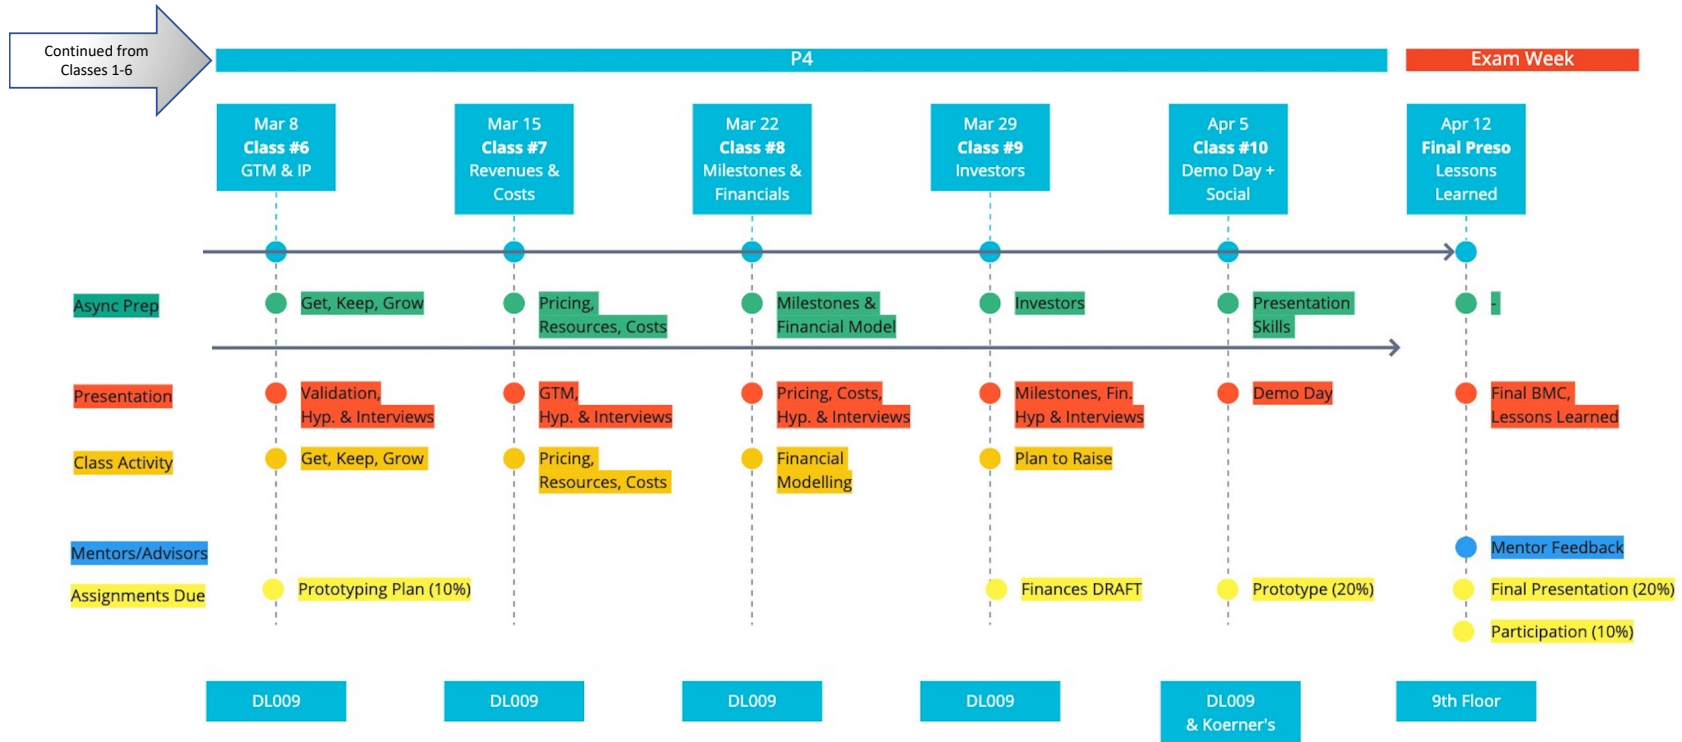 Continued from
Classes 1-6
P4
Exam Week
Mar 8
Class #6
GTM & IP
Mar 15
Class #7
Revenues &
Costs
Mar 22
Class #8
Milestones &
Financials
Mar 29
Class #9
Investors
Apr 5
Class #10
Demo Day +
Social
Apr 12
Final Preso
Lessons
Learned
Async Prep
Get, Keep, Grow
Pricing,
Resources, Costs
Milestones &
Financial Model
Investors
Presentation
Skills
-
Presentation
Validation,
Hyp. & Interviews
GTM,
Hyp. & Interviews
Pricing, Costs,
Hyp. & Interviews
Milestones, Fin.
Hyp & Interviews
Demo Day
Final BMC,
Lessons Learned
Class Activity
Get, Keep, Grow
Pricing,
Resources, Costs
Financial
Modelling
Plan to Raise
Mentors/Advisors
Mentor Feedback
Assignments Due
Prototyping Plan (10%)
Finances DRAFT
Prototype (20%)
Final Presentation (20%)
Participation (10%)
DL009
DL009
DL009
DL009
DL009
& Koerner's
9th Floor